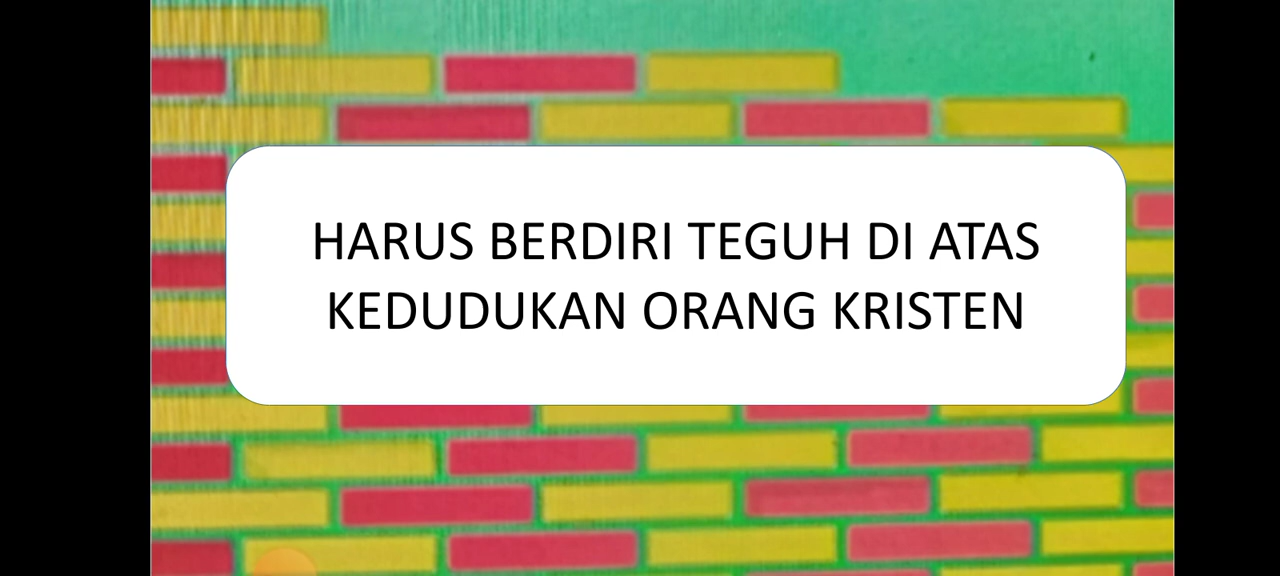 HARUS BERDIRI TEGUH DI ATAS
KEDUDUKAN ORANG KRISTEN